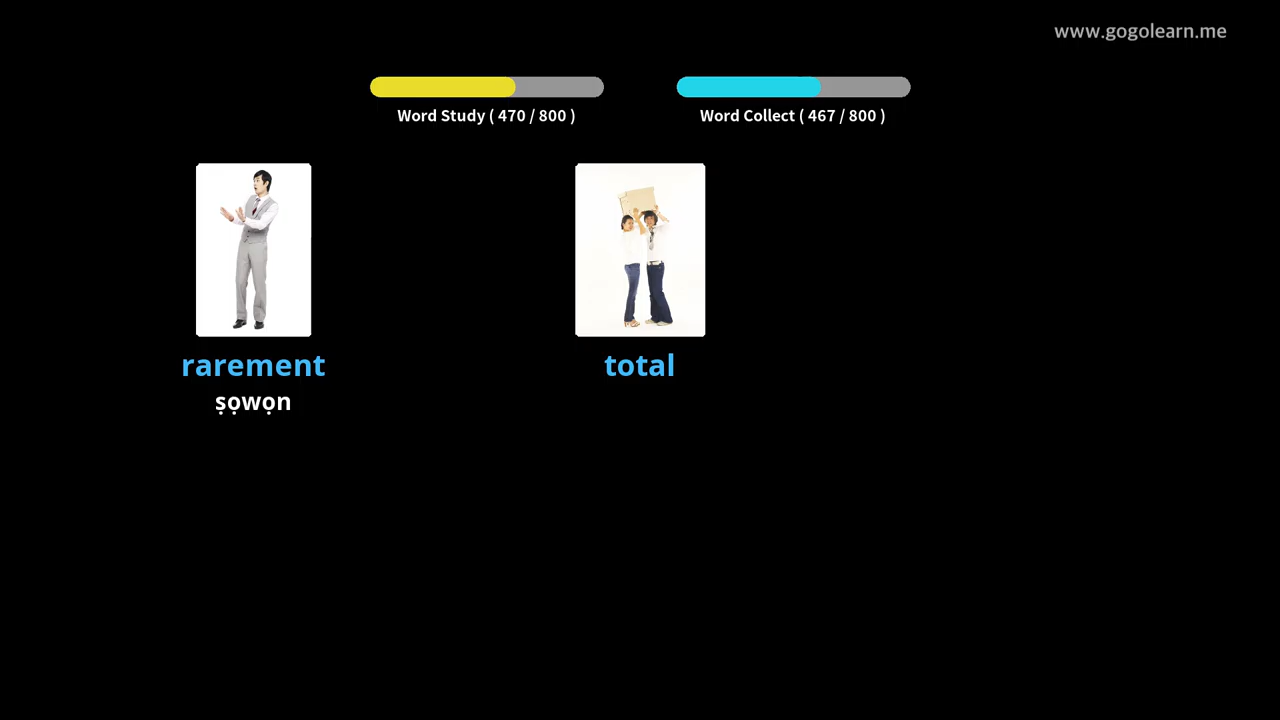 www.gogolearn.me
Word Study ( 470 / 800 )
Word Collect ( 467 / 800 )
rarement
ṣọwọn
total